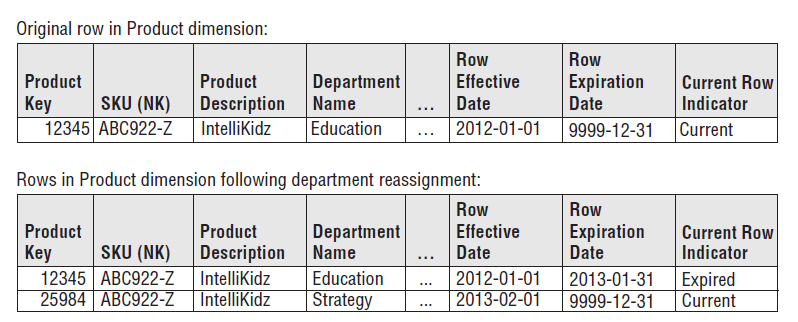 Original row in Product dimension:
Product Key | SKU (NK) | Product Description | Department Name | ... | Row Effective Date | Row Expiration Date | Current Row Indicator
12345 | ABC922-Z | IntelliKidz | Education | ... | 2012-01-01 | 9999-12-31 | Current
Rows in Product dimension following department reassignment:
Product Key | SKU (NK) | Product Description | Department Name | ... | Row Effective Date | Row Expiration Date | Current Row Indicator
12345 | ABC922-Z | IntelliKidz | Education | ... | 2012-01-01 | 2013-01-31 | Expired
25984 | ABC922-Z | IntelliKidz | Strategy | ... | 2013-02-01 | 9999-12-31 | Current